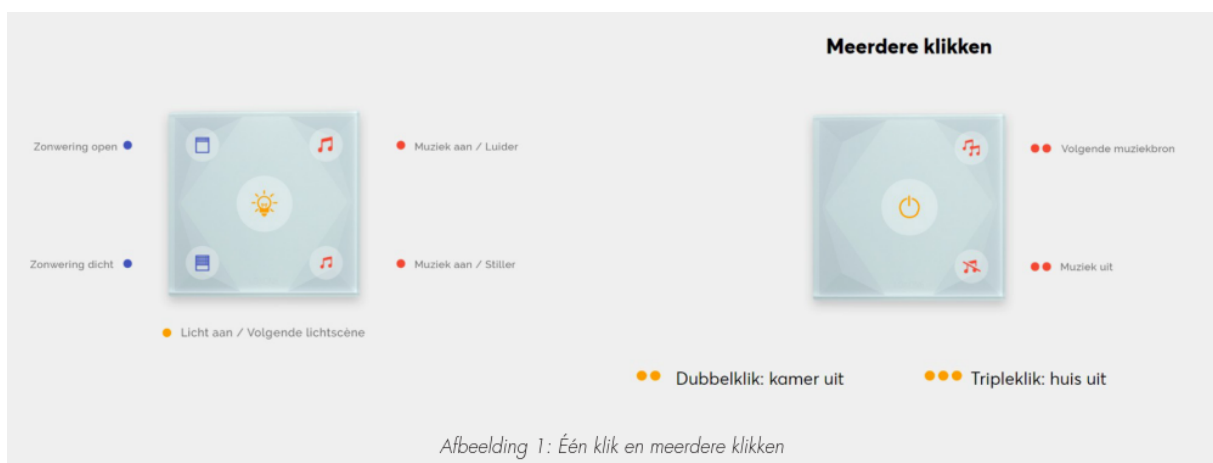 Meerdere klikken
Zonwering open
Muziek aan / Luider
Volgende muziekbron
Zonwering dicht
Muziek aan / Stiller
Muziek uit
Licht aan / Volgende lichtscène
Dubbelklik: kamer uit
Tripleklik: huis uit
Afbeelding 1: Één klik en meerdere klikken